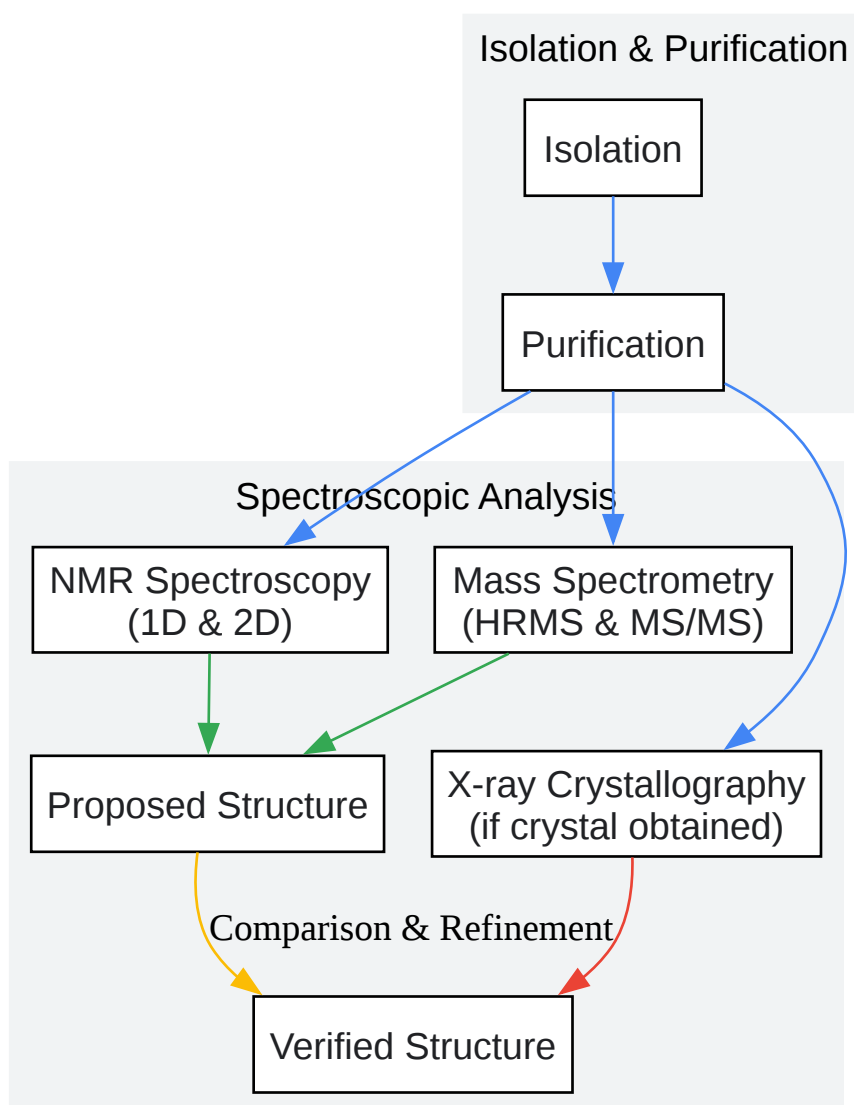 Isolation & Purification
Isolation
Purification
Spectroscopic Analysis
NMR Spectroscopy
(1D & 2D)
Mass Spectrometry
(HRMS & MS/MS)
Proposed Structure
X-ray Crystallography
(if crystal obtained)
Comparison & Refinement
Verified Structure